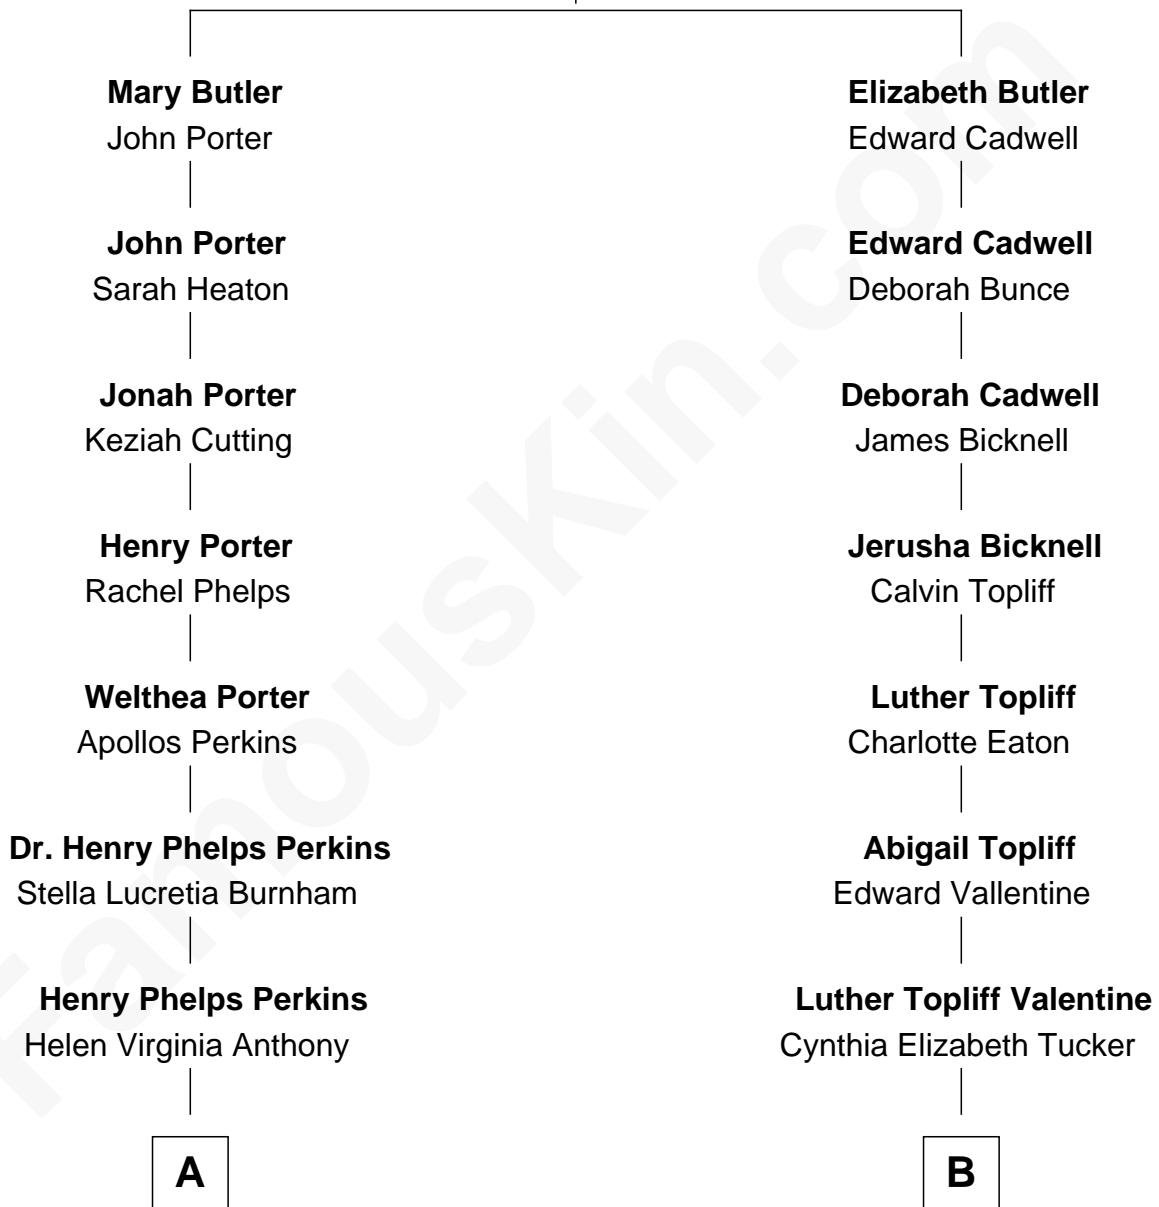 Mary Butler
John Porter
John Porter
Sarah Heaton
Jonah Porter
Keziah Cutting
Henry Porter
Rachel Phelps
Welthea Porter
Apollos Perkins
Dr. Henry Phelps Perkins
Stella Lucretia Burnham
Henry Phelps Perkins
Helen Virginia Anthony
A
Elizabeth Butler
Edward Cadwell
Edward Cadwell
Deborah Bunce
Deborah Cadwell
James Bicknell
Jerusha Bicknell
Calvin Topliff
Luther Topliff
Charlotte Eaton
Abigail Topliff
Edward Vallentine
Luther Topliff Valentine
Cynthia Elizabeth Tucker
B
FamousKin.com